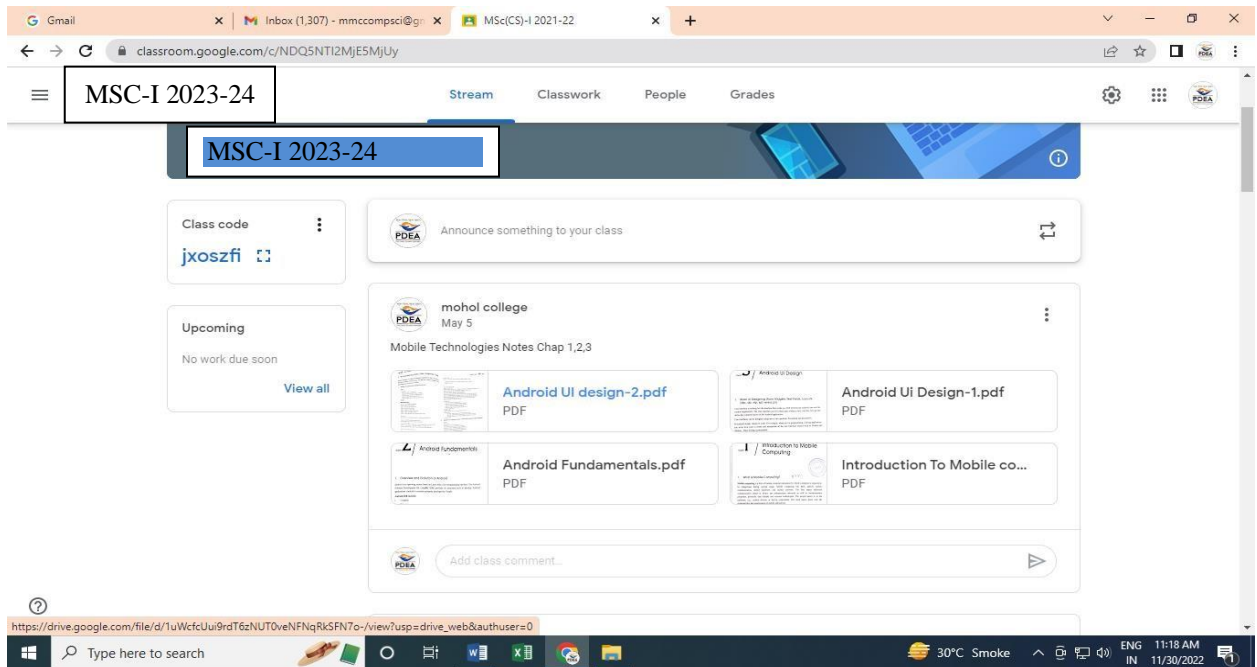 Gmail
Inbox (1,307) - mmccompsci@gm
MSc(CS)-I 2021-22
classroom.google.com/c/NDQ5NTI2MjE5MjUy
MSC-I 2023-24
Stream Classwork People Grades
PDEA
MSC-I 2023-24
Class code
jxoszfi
PDEA
Announce something to your class
Upcoming
No work due soon
View all
PDEA
mohol college
May 5
Mobile Technologies Notes Chap 1,2,3
Android UI design-2.pdf
PDF
Android Ui Design-1.pdf
PDF
Android Fundamentals.pdf
PDF
Introduction To Mobile co...
PDF
PDEA
Add class comment...
https://drive.google.com/file/d/1uWcfcUui9rdT6zNUT0veNFNqRkSFN7o-/view?usp=drive_web&authuser=0
Type here to search
30°C Smoke
ENG
IN
11:18 AM
11/30/2022